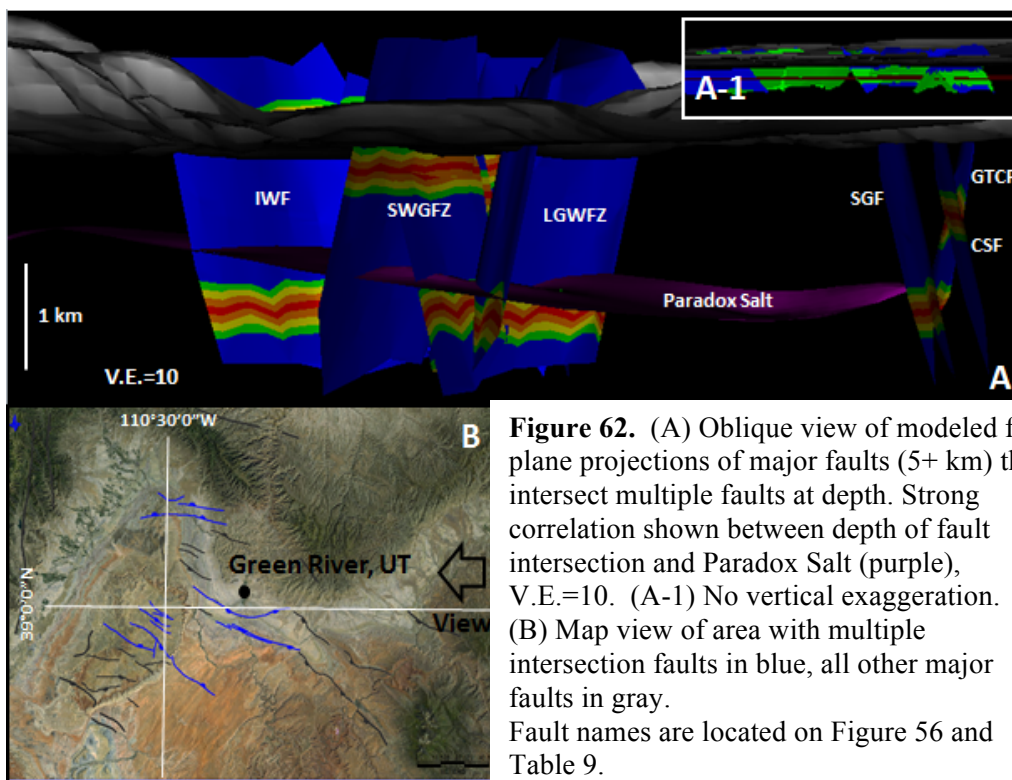 A-1
IWF
SWGFZ
LGWFZ
SGF
GTCF
CSF
Paradox Salt
1 km
V.E.=10
A
110°30'0"W
B
Green River, UT
39°0'0"N
View
Figure 62. (A) Oblique view of modeled f
plane projections of major faults (5+ km) th
intersect multiple faults at depth. Strong
correlation shown between depth of fault
intersection and Paradox Salt (purple),
V.E.=10. (A-1) No vertical exaggeration.
(B) Map view of area with multiple
intersection faults in blue, all other major
faults in gray.
Fault names are located on Figure 56 and
Table 9.